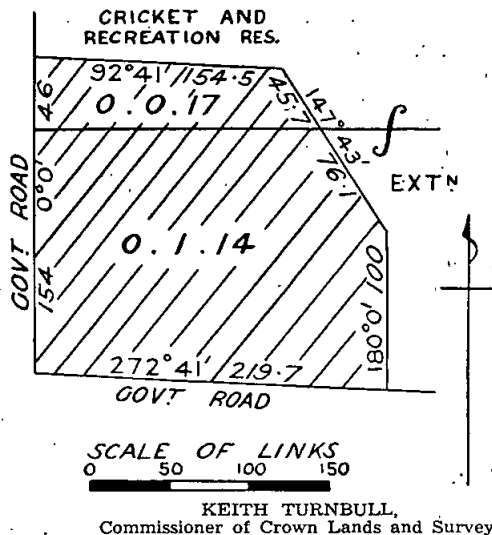 CRICKET AND
RECREATION RES.
92°41' 154·5
46
0.0.17
45·7
147°43'
76·1
EXTN
0°0'
GOVT ROAD
0.1.14
154
180°0' 100
272°41' 219·7
GOVT ROAD
SCALE OF LINKS
0 50 100 150
KEITH TURNBULL,
Commissioner of Crown Lands and Survey